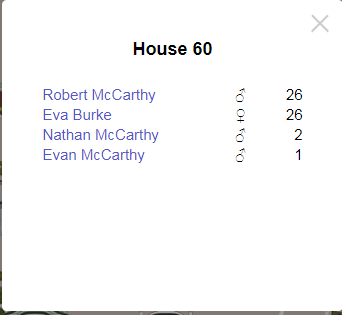 House 60
Robert McCarthy ♂ 26
Eva Burke ♀ 26
Nathan McCarthy ♂ 2
Evan McCarthy ♂ 1